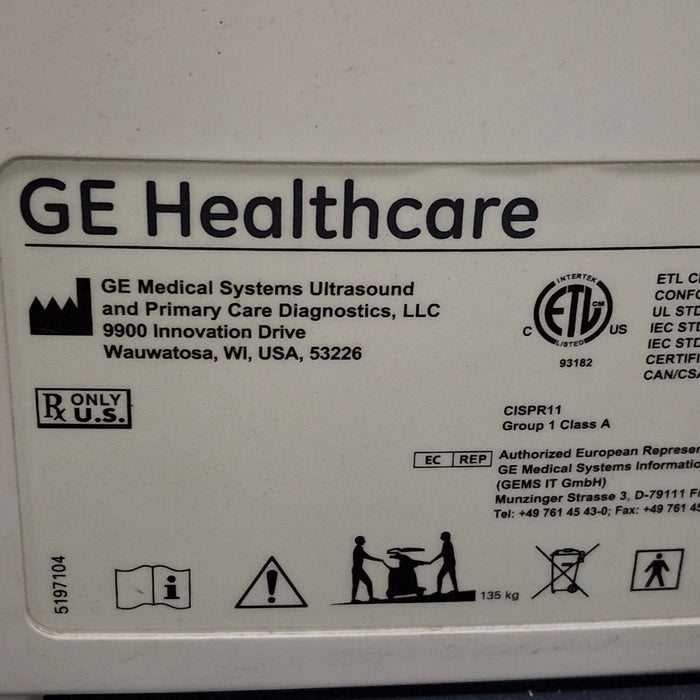 GE Healthcare
GE Medical Systems Ultrasound
and Primary Care Diagnostics, LLC
9900 Innovation Drive
Wauwatosa, WI, USA, 53226
Rx ONLY
U.S.
INTERTEK
ETL CM
C US
LISTED
93182
ETL
CONFO
UL STD
IEC STD
IEC STD
CERTIFI
CAN/CSA
CISPR11
Group 1 Class A
EC REP
Authorized European
GE Medical Systems
(GEMS IT GmbH)
Munzinger Strasse 3, D-79111
Tel: +49 761 45 43-0; Fax: +49 761
5197104
i
!
135 kg